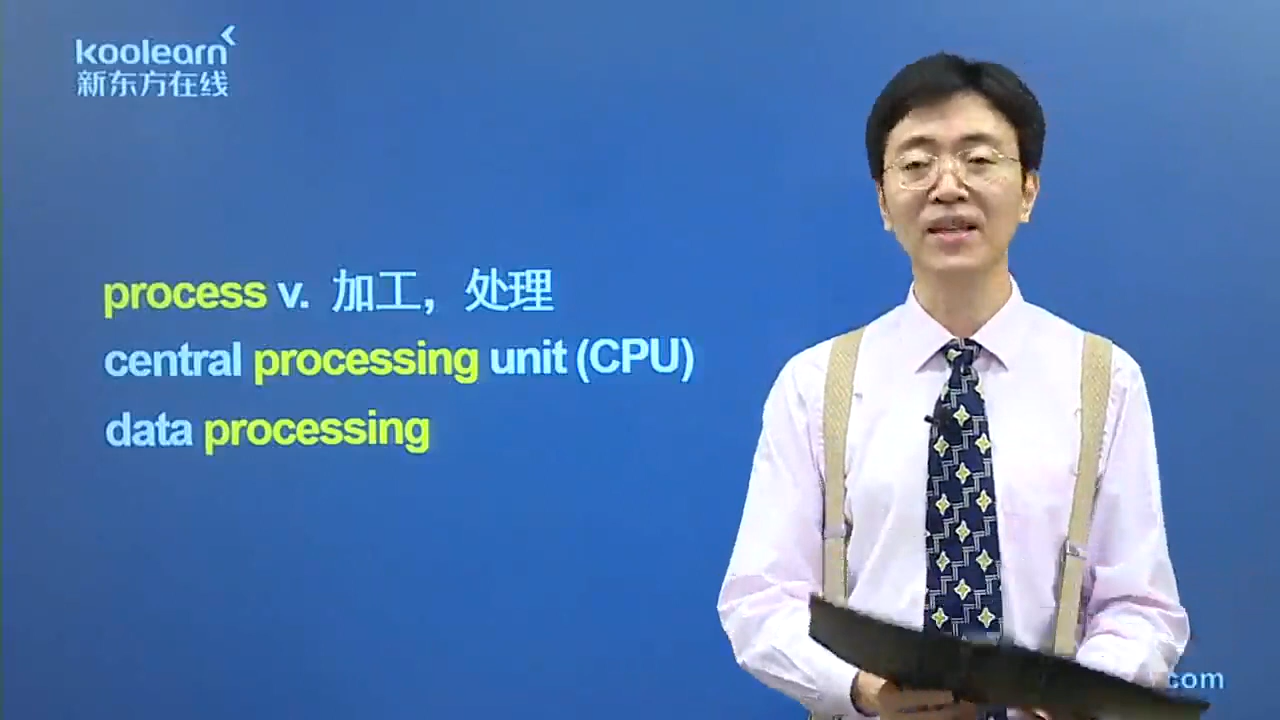 koolearn
新东方在线
process v. 加工，处理
central processing unit (CPU)
data processing
com